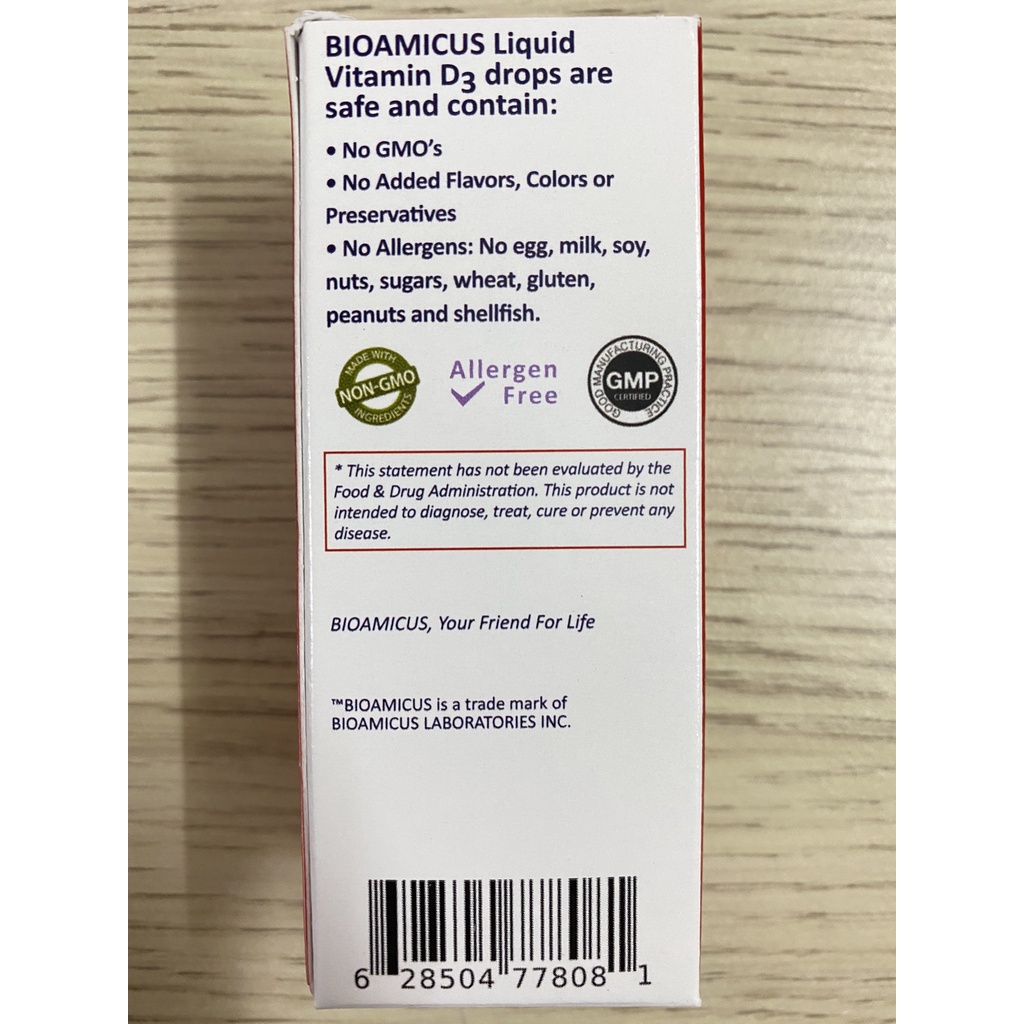 BIOAMICUS Liquid
Vitamin D3 drops are
safe and contain:
• No GMO's
• No Added Flavors, Colors or
Preservatives
• No Allergens: No egg, milk, soy,
nuts, sugars, wheat, gluten,
peanuts and shellfish.
MADE WITH
NON-GMO
INGREDIENTS
Allergen
Free
GOOD MANUFACTURING PRACTICE
GMP
CERTIFIED
* This statement has not been evaluated by the
Food & Drug Administration. This product is not
intended to diagnose, treat, cure or prevent any
disease.
BIOAMICUS, Your Friend For Life
™BIOAMICUS is a trade mark of
BIOAMICUS LABORATORIES INC.
6 28504 77808 1